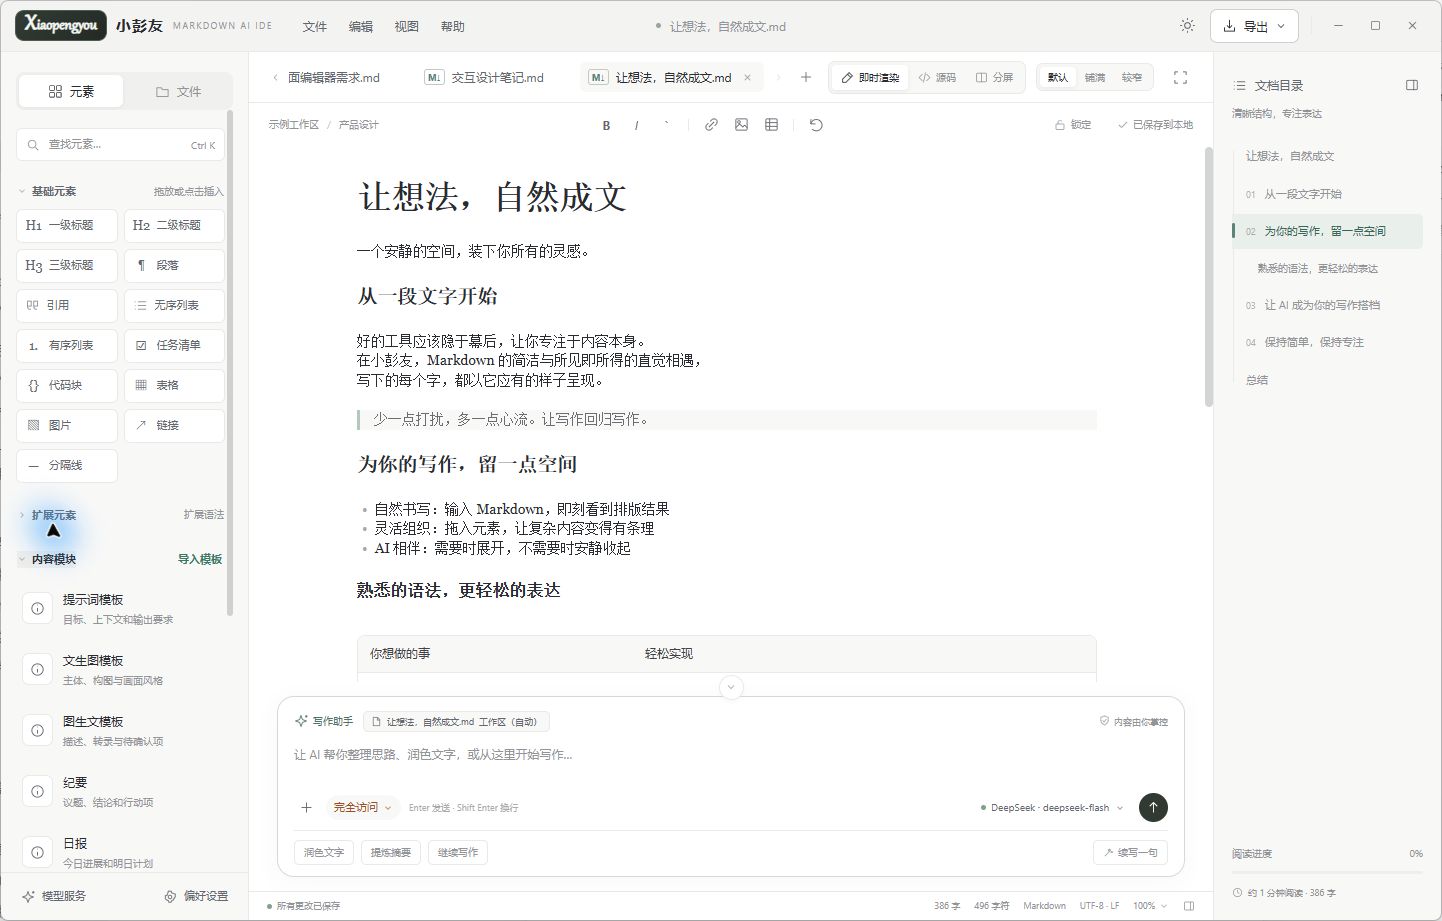 Xiaopengyou 小彭友 MARKDOWN AI IDE 文件 编辑 视图 帮助
让想法，自然成文.md
导出
元素 文件
查找元素... Ctrl K
基础元素 拖放或点击插入
H1 一级标题 H2 二级标题
H3 三级标题 ¶ 段落
引用 无序列表
1. 有序列表 任务清单
{} 代码块 表格
图片 链接
分隔线
扩展元素 扩展语法
内容模块 导入模板
提示词模板
目标、上下文和输出要求
文生图模板
主体、构图与画面风格
图生文模板
描述、转录与待确认项
纪要
议题、结论和行动项
日报
今日进展和明日计划
模型服务 偏好设置
面编辑器需求.md M↓ 交互设计笔记.md M↓ 让想法，自然成文.md × +
即时渲染 </> 源码 分屏 默认 铺满 较窄
示例工作区 / 产品设计
B I `
锁定 已保存到本地
让想法，自然成文
一个安静的空间，装下你所有的灵感。
从一段文字开始
好的工具应该隐于幕后，让你专注于内容本身。
在小彭友，Markdown 的简洁与所见即所得的直觉相遇，
写下的每个字，都以它应有的样子呈现。
少一点打扰，多一点心流。让写作回归写作。
为你的写作，留一点空间
• 自然书写：输入 Markdown，即刻看到排版结果
• 灵活组织：拖入元素，让复杂内容变得有条理
• AI 相伴：需要时展开，不需要时安静收起
熟悉的语法，更轻松的表达
你想做的事 轻松实现
写作助手 让想法，自然成文.md 工作区（自动） 内容由你掌控
让 AI 帮你整理思路、润色文字，或从这里开始写作...
+ 完全访问 Enter 发送 · Shift Enter 换行
DeepSeek · deepseek-flash
润色文字 提炼摘要 继续写作 续写一句
所有更改已保存
386 字 496 字符 Markdown UTF-8 · LF 100%
文档目录
清晰结构，专注表达
让想法，自然成文
01 从一段文字开始
02 为你的写作，留一点空间
熟悉的语法，更轻松的表达
03 让 AI 成为你的写作搭档
04 保持简单，保持专注
总结
阅读进度 0%
约 1 分钟阅读 · 386 字